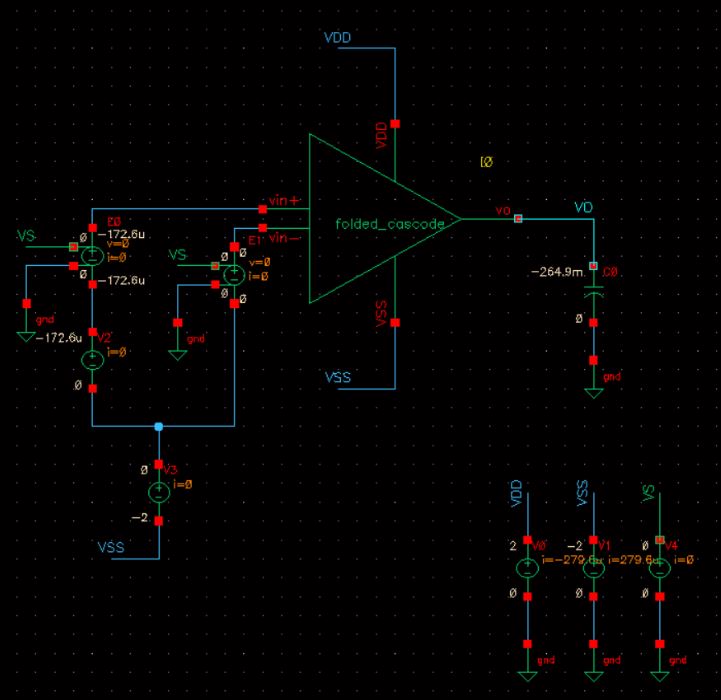 VDD
VDD
I0
vin+
E0
0
-172.6u
VS
v=0
i=0
0
-172.6u
vin-
E1
0
0
VS
v=0
i=0
0
0
folded_cascode
vo
VO
-264.9m
C0
0
gnd
gnd
gnd
-172.6u
V2
i=0
0
VSS
VSS
0
V3
i=0
-2
VSS
VDD
VSS
VS
2
V0
-2
V1
0
V4
i=-279.6u
i=279.6u
i=0
0
0
0
gnd
gnd
gnd